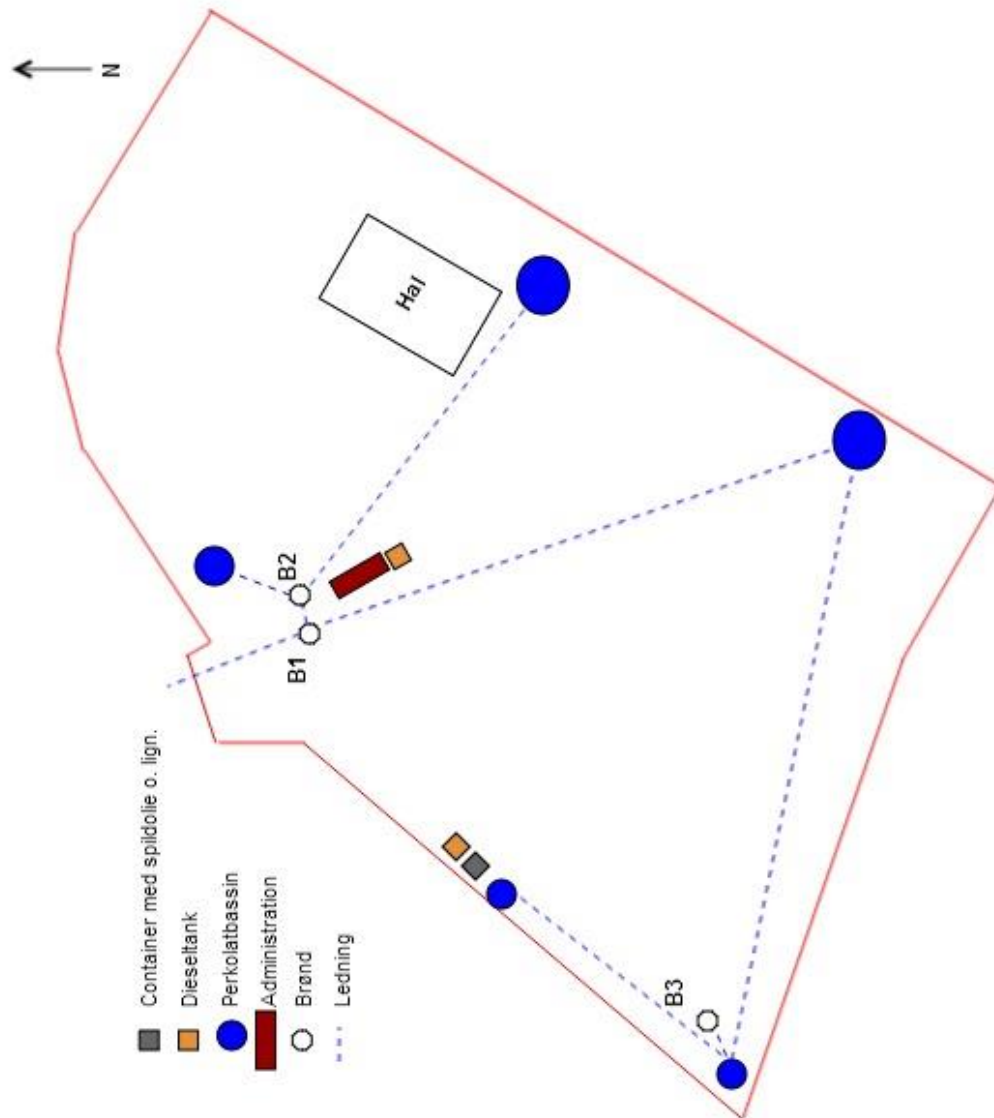 N
Hal
B2
B1
B3
Container med spildolie o. lign.
Dieseltank
Perkolatbassin
Administration
Brønd
Ledning